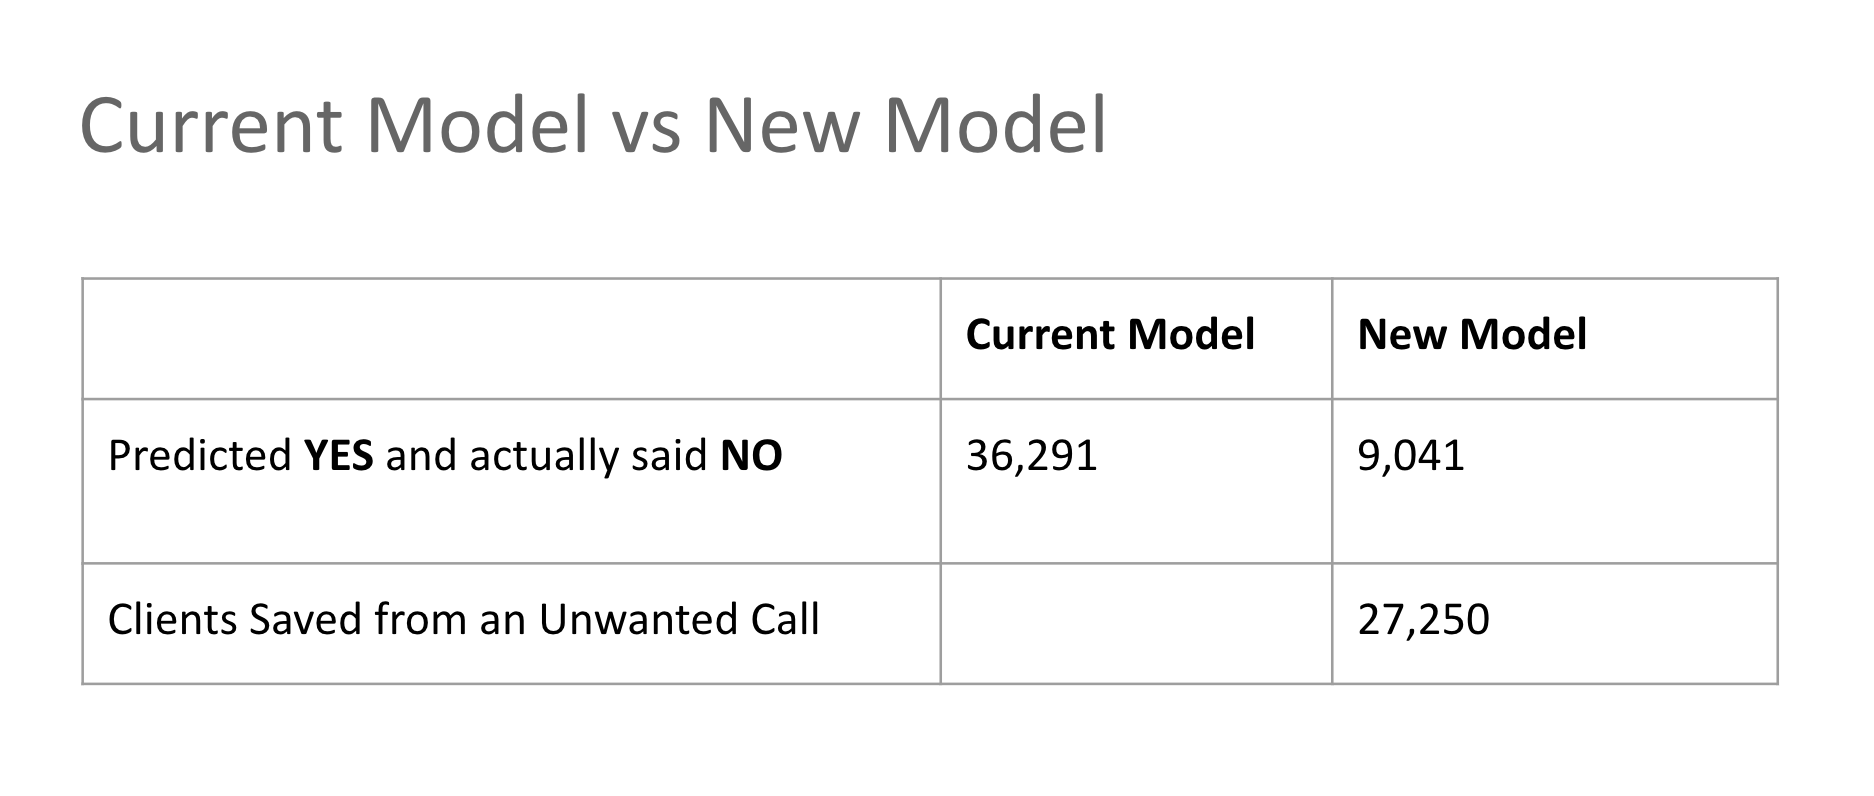 Current Model vs New Model
Current Model New Model
Predicted YES and actually said NO 36,291 9,041
Clients Saved from an Unwanted Call 27,250